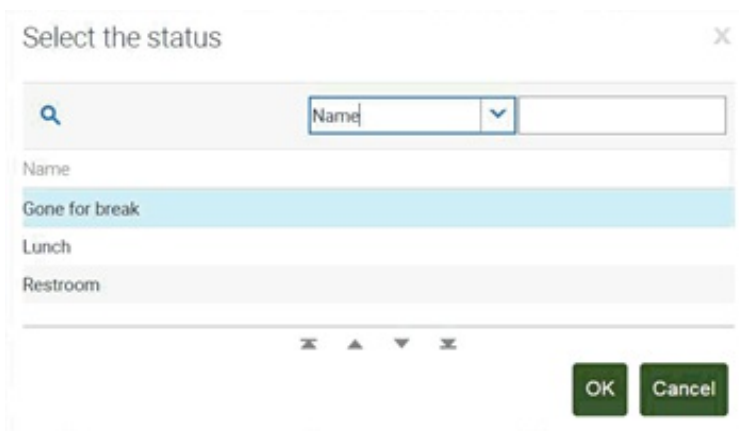 Select the status
Name
Name
Gone for break
Lunch
Restroom
OK Cancel